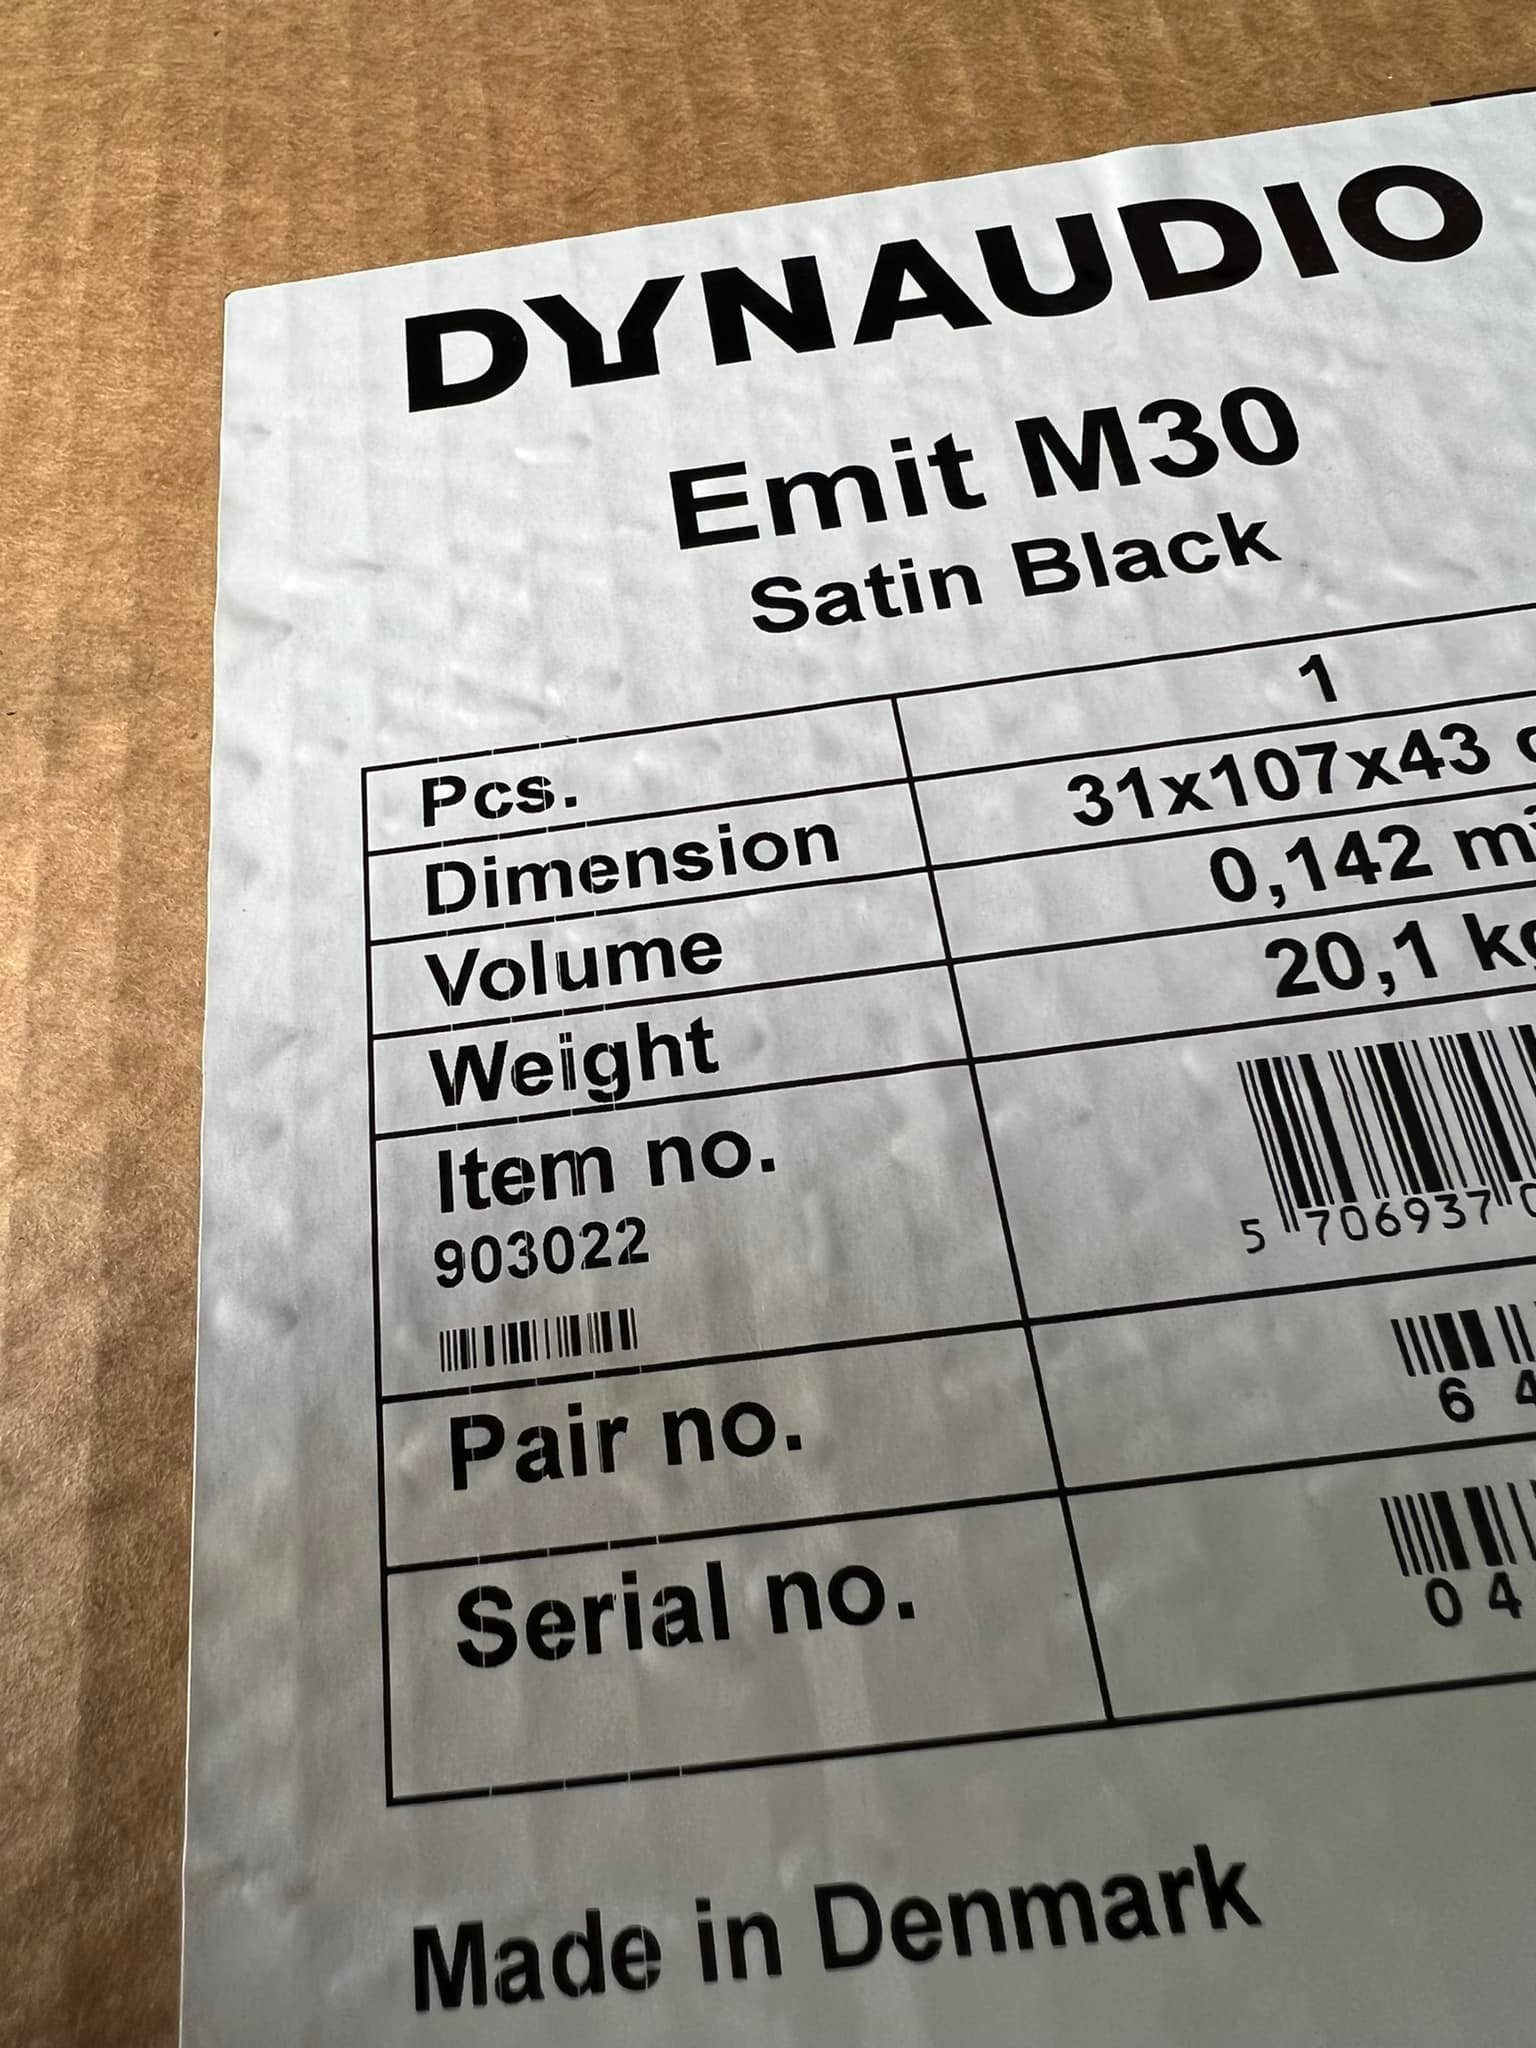 DYNAUDIO
Emit M30
Satin Black
Pcs. 1
Dimension 31x107x43
Volume 0,142
Weight 20,1
Item no.
903022
5 706937
Pair no. 6 4
Serial no. 0 4
Made in Denmark